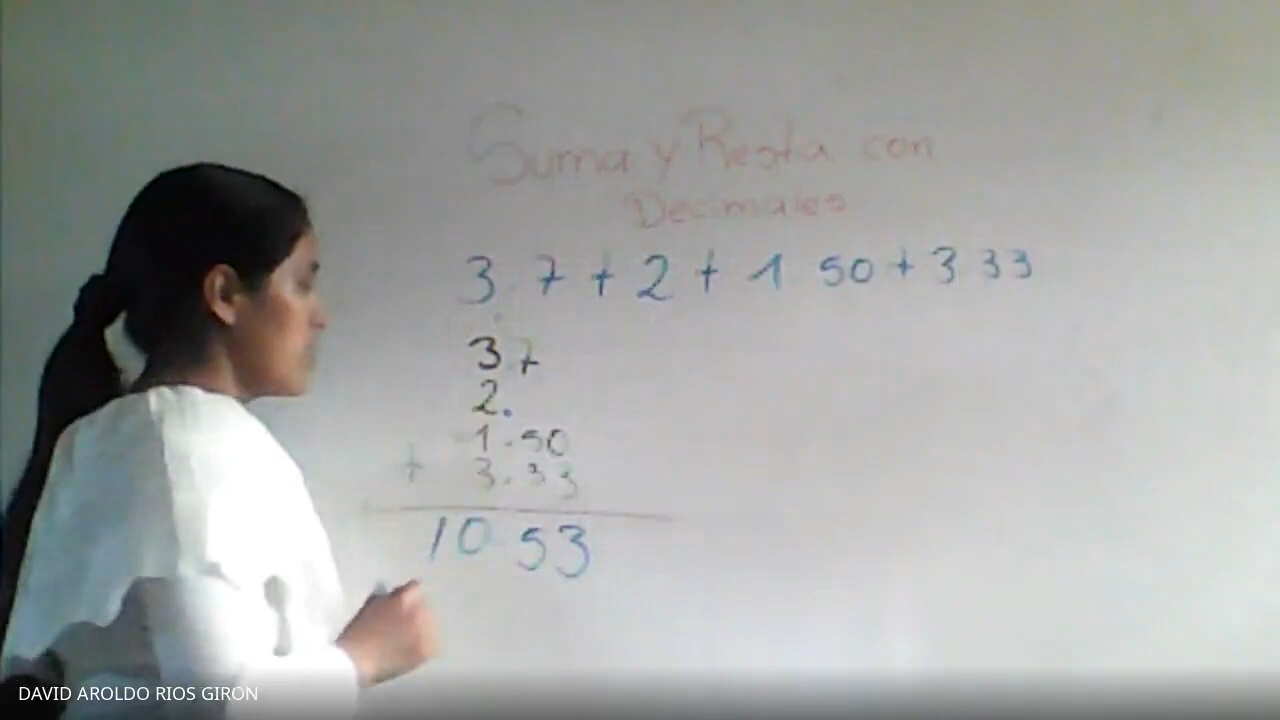 Suma y Resta con
Decimales
3 7 + 2 + 1 50 + 3 33
3 7
2.
1.50
+ 3.33
10 53
DAVID AROLDO RIOS GIRON